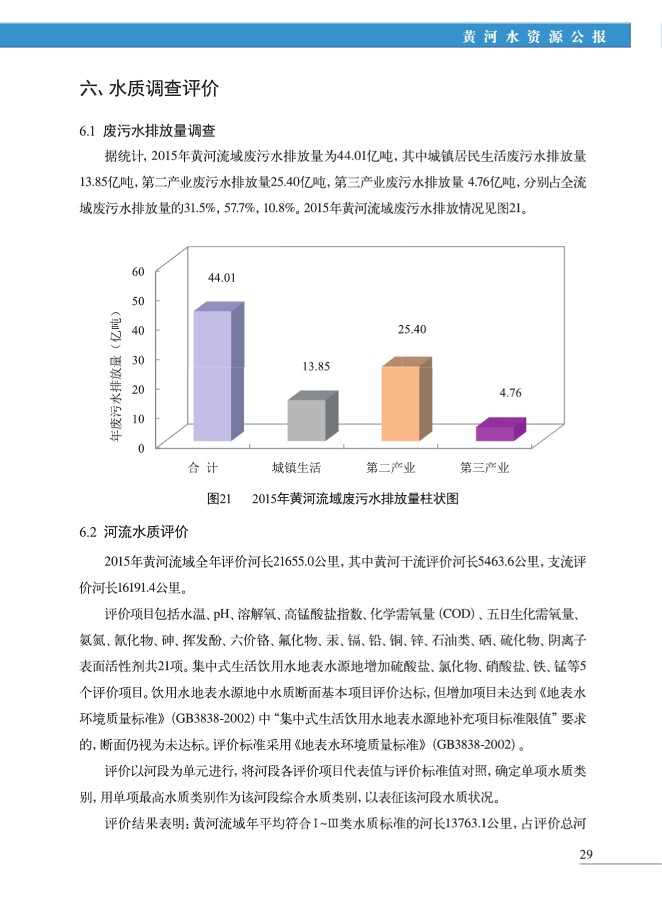 黄河水资源公报
六、水质调查评价
6.1 废污水排放量调查
据统计，2015年黄河流域废污水排放量为44.01亿吨，其中城镇居民生活废污水排放量
13.85亿吨，第二产业废污水排放量25.40亿吨，第三产业废污水排放量 4.76亿吨，分别占全流
域废污水排放量的31.5%，57.7%，10.8%。2015年黄河流域废污水排放情况见图21。
年废污水排放量（亿吨）
60
50
40
30
20
10
0
44.01
13.85
25.40
4.76
合 计
城镇生活
第二产业
第三产业
图21 2015年黄河流域废污水排放量柱状图
6.2 河流水质评价
2015年黄河流域全年评价河长21655.0公里，其中黄河干流评价河长5463.6公里，支流评
价河长16191.4公里。
评价项目包括水温、pH、溶解氧、高锰酸盐指数、化学需氧量（COD）、五日生化需氧量、
氨氮、氰化物、砷、挥发酚、六价铬、氟化物、汞、镉、铅、铜、锌、石油类、硒、硫化物、阴离子
表面活性剂共21项。集中式生活饮用水地表水源地增加硫酸盐、氯化物、硝酸盐、铁、锰等5
个评价项目。饮用水地表水源地中水质断面基本项目评价达标，但增加项目未达到《地表水
环境质量标准》（GB3838-2002）中“集中式生活饮用水地表水源地补充项目标准限值”要求
的，断面仍视为未达标。评价标准采用《地表水环境质量标准》（GB3838-2002）。
评价以河段为单元进行，将河段各评价项目代表值与评价标准值对照，确定单项水质类
别，用单项最高水质类别作为该河段综合水质类别，以表征该河段水质状况。
评价结果表明：黄河流域年平均符合Ⅰ~Ⅲ类水质标准的河长13763.1公里，占评价总河
29